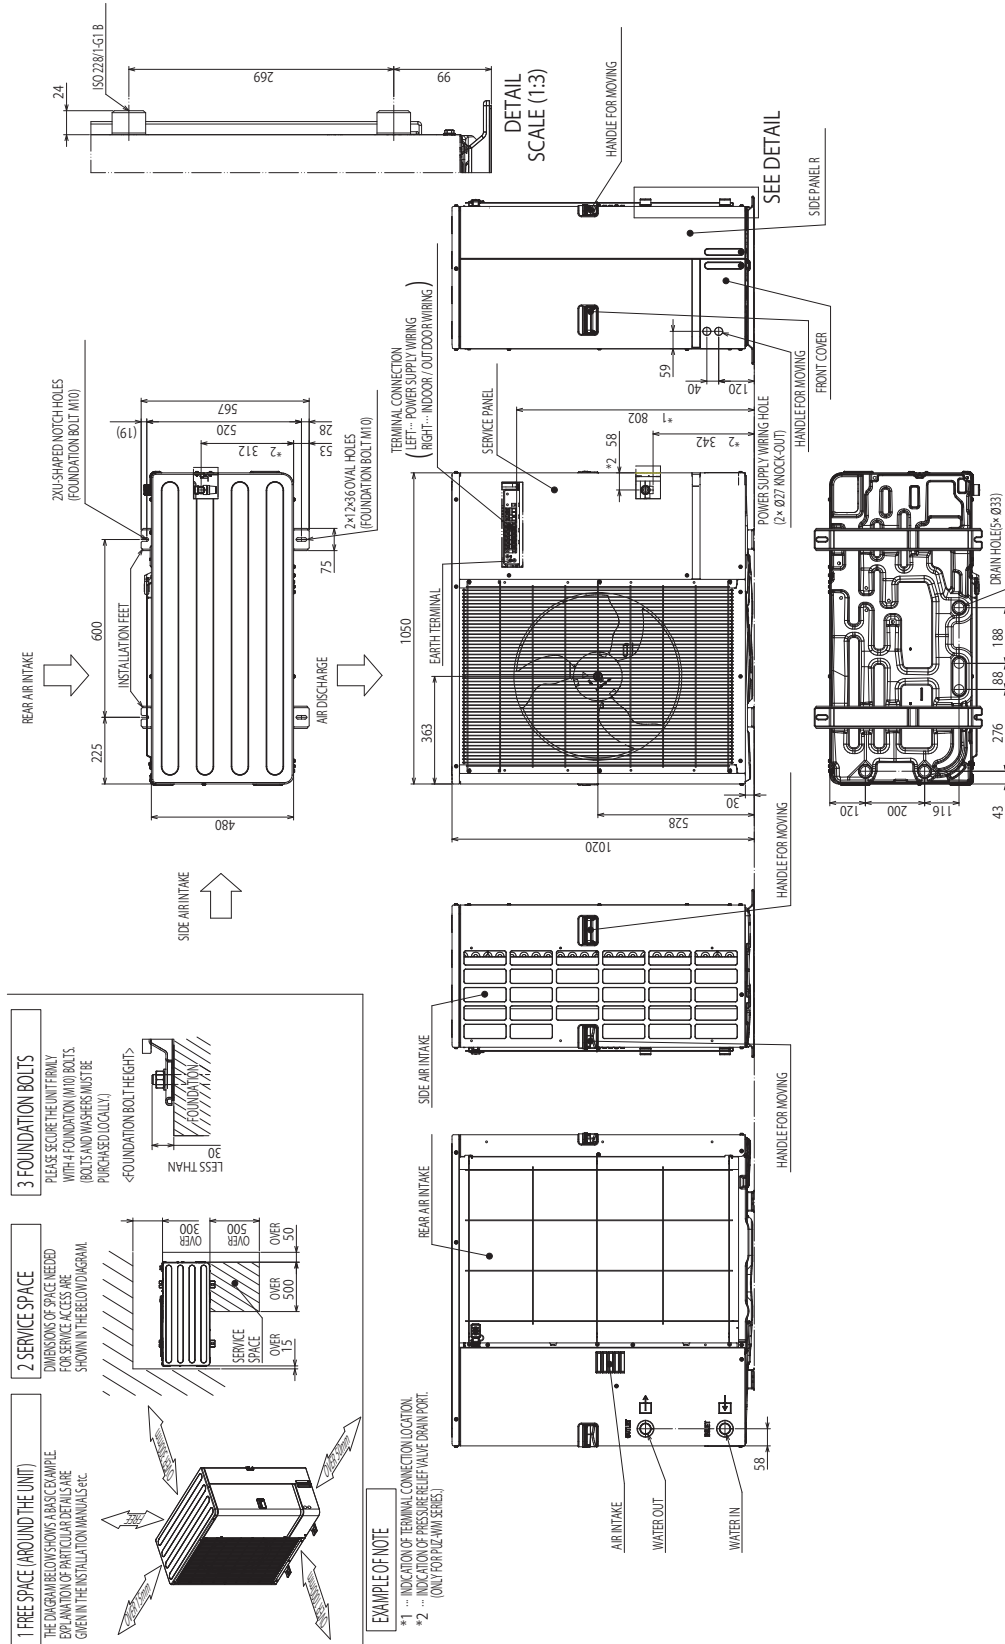 1 FREE SPACE (AROUND THE UNIT)
THE DIAGRAM BELOW SHOWS A BASIC EXAMPLE.
EXPLANATION OF PARTICULAR DETAILS ARE
GIVEN IN THE INSTALLATION MANUALS etc.
FREE
2 SERVICE SPACE
DIMENSIONS OF SPACE NEEDED
FOR SERVICE ACCESS ARE
SHOWN IN THE BELOW DIAGRAM.
OVER
300
OVER
500
SERVICE
SPACE
OVER
15
OVER
500
OVER
50
3 FOUNDATION BOLTS
PLEASE SECURE THE UNIT FIRMLY
WITH 4 FOUNDATION (M10) BOLTS.
(BOLTS AND WASHERS MUST BE
PURCHASED LOCALLY.)
<FOUNDATION BOLT HEIGHT>
FOUNDATION
LESS THAN
30
EXAMPLE OF NOTE
*1 ··· INDICATION OF TERMINAL CONNECTION LOCATION.
*2 ··· INDICATION OF PRESSURE RELIEF VALVE DRAIN PORT.
(ONLY FOR PUZ-WM SERIES.)
REAR AIR INTAKE
SIDE AIR INTAKE
AIR DISCHARGE
INSTALLATION FEET
225
600
480
2XU-SHAPED NOTCH HOLES
(FOUNDATION BOLT M10)
(19)
567
520
*2 312
28
53
75
2×12×36 OVAL HOLES
(FOUNDATION BOLT M10)
24
ISO 228/1-G1 B
269
99
DETAIL
SCALE (1:3)
REAR AIR INTAKE
AIR INTAKE
OUTLET
WATER OUT
INLET
WATER IN
58
HANDLE FOR MOVING
SIDE AIR INTAKE
HANDLE FOR MOVING
1050
363
EARTH TERMINAL
TERMINAL CONNECTION
LEFT··· POWER SUPPLY WIRING
RIGHT··· INDOOR / OUTDOOR WIRING
SERVICE PANEL
1020
528
30
*2 58
*1 802
*2 342
HANDLE FOR MOVING
SEE DETAIL
SIDE PANEL R
FRONT COVER
HANDLE FOR MOVING
POWER SUPPLY WIRING HOLE
(2× Ø27 KNOCK-OUT)
59
40
120
120
200
116
43
276
88
188
DRAIN HOLE(5× Ø33)